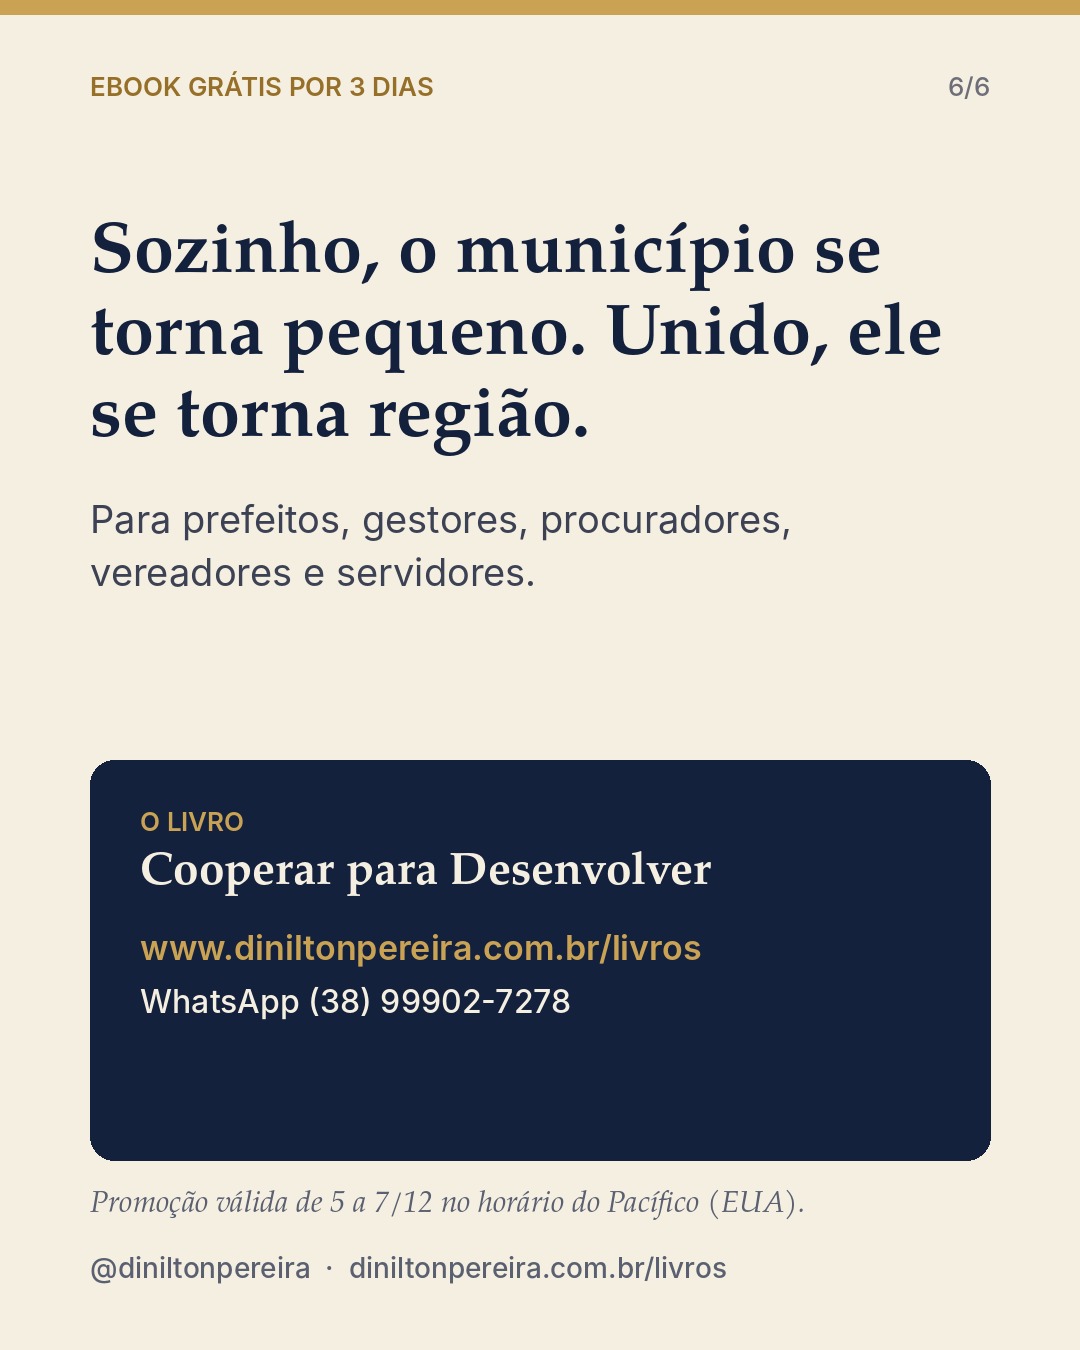 EBOOK GRÁTIS POR 3 DIAS
6/6
Sozinho, o município se
torna pequeno. Unido, ele
se torna região.
Para prefeitos, gestores, procuradores,
vereadores e servidores.
O LIVRO
Cooperar para Desenvolver
www.diniltonpereira.com.br/livros
WhatsApp (38) 99902-7278
Promoção válida de 5 a 7/12 no horário do Pacífico (EUA).
@diniltonpereira · diniltonpereira.com.br/livros